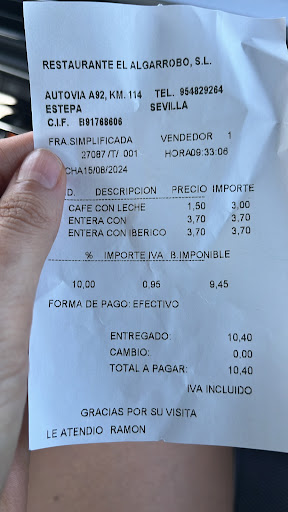 RESTAURANTE EL ALGARROBO, S.L.
AUTOVIA A92, KM. 114 TEL. 954829264
ESTEPA SEVILLA
C.I.F. B91768606
FRA.SIMPLIFICADA VENDEDOR 1
27087 /T/ 001 HORA09:33:06
CHA15/08/2024
D. DESCRIPCION PRECIO IMPORTE
CAFE CON LECHE 1,50 3,00
ENTERA CON 3,70 3,70
ENTERA CON IBERICO 3,70 3,70
% IMPORTE IVA B.IMPONIBLE
10,00 0,95 9,45
FORMA DE PAGO: EFECTIVO
ENTREGADO: 10,40
CAMBIO: 0,00
TOTAL A PAGAR: 10,40
IVA INCLUIDO
GRACIAS POR SU VISITA
LE ATENDIO RAMON